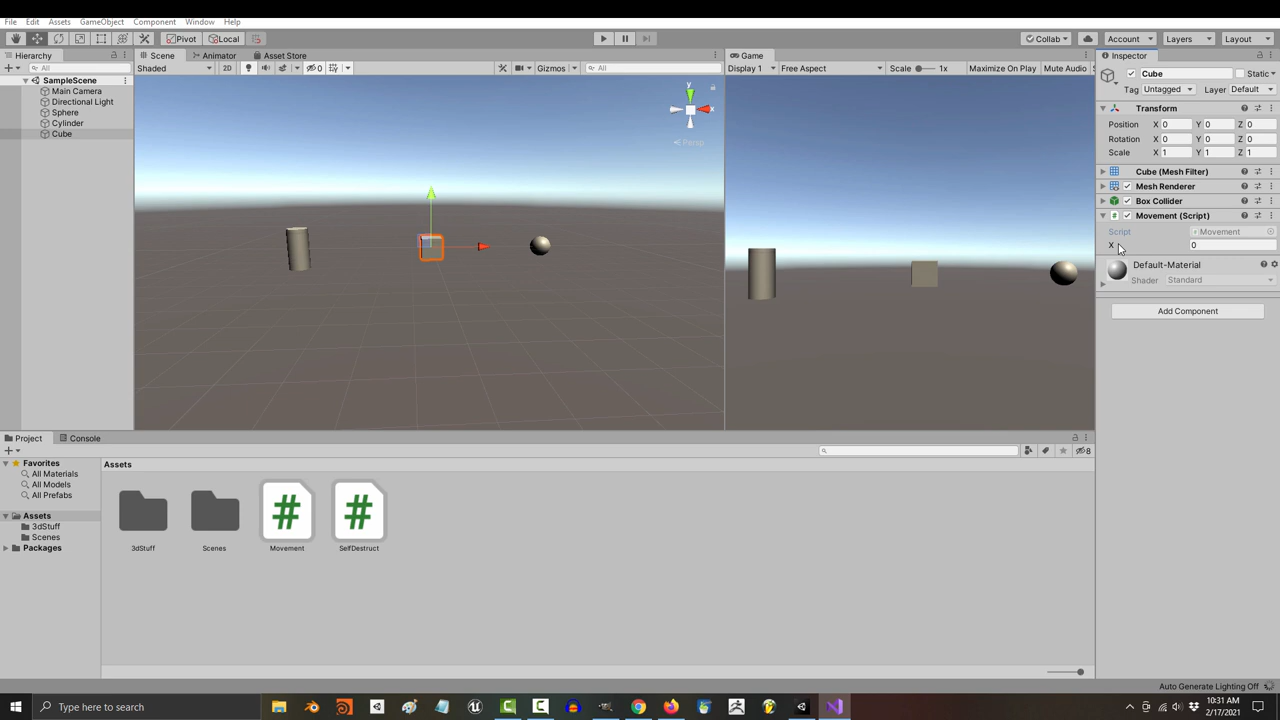 File Edit Assets GameObject Component Window Help
Pivot Local Collab Account Layers Layout
Hierarchy
All
SampleScene
Main Camera
Directional Light
Sphere
Cylinder
Cube
Scene Animator Asset Store
Shaded 2D 0 Gizmos All
y
x
Persp
Game
Display 1 Free Aspect Scale 1x Maximize On Play Mute Audio
Inspector
Cube Static
Tag Untagged Layer Default
Transform
Position X 0 Y 0 Z 0
Rotation X 0 Y 0 Z 0
Scale X 1 Y 1 Z 1
Cube (Mesh Filter)
Mesh Renderer
Box Collider
# Movement (Script)
Script Movement
X 0
Default-Material
Shader Standard
Add Component
Project Console
8
Favorites
All Materials
All Models
All Prefabs
Assets
3dStuff
Scenes
Packages
Assets
# #
3dStuff Scenes Movement SelfDestruct
Auto Generate Lighting Off
Type here to search
10:31 AM
2/17/2021